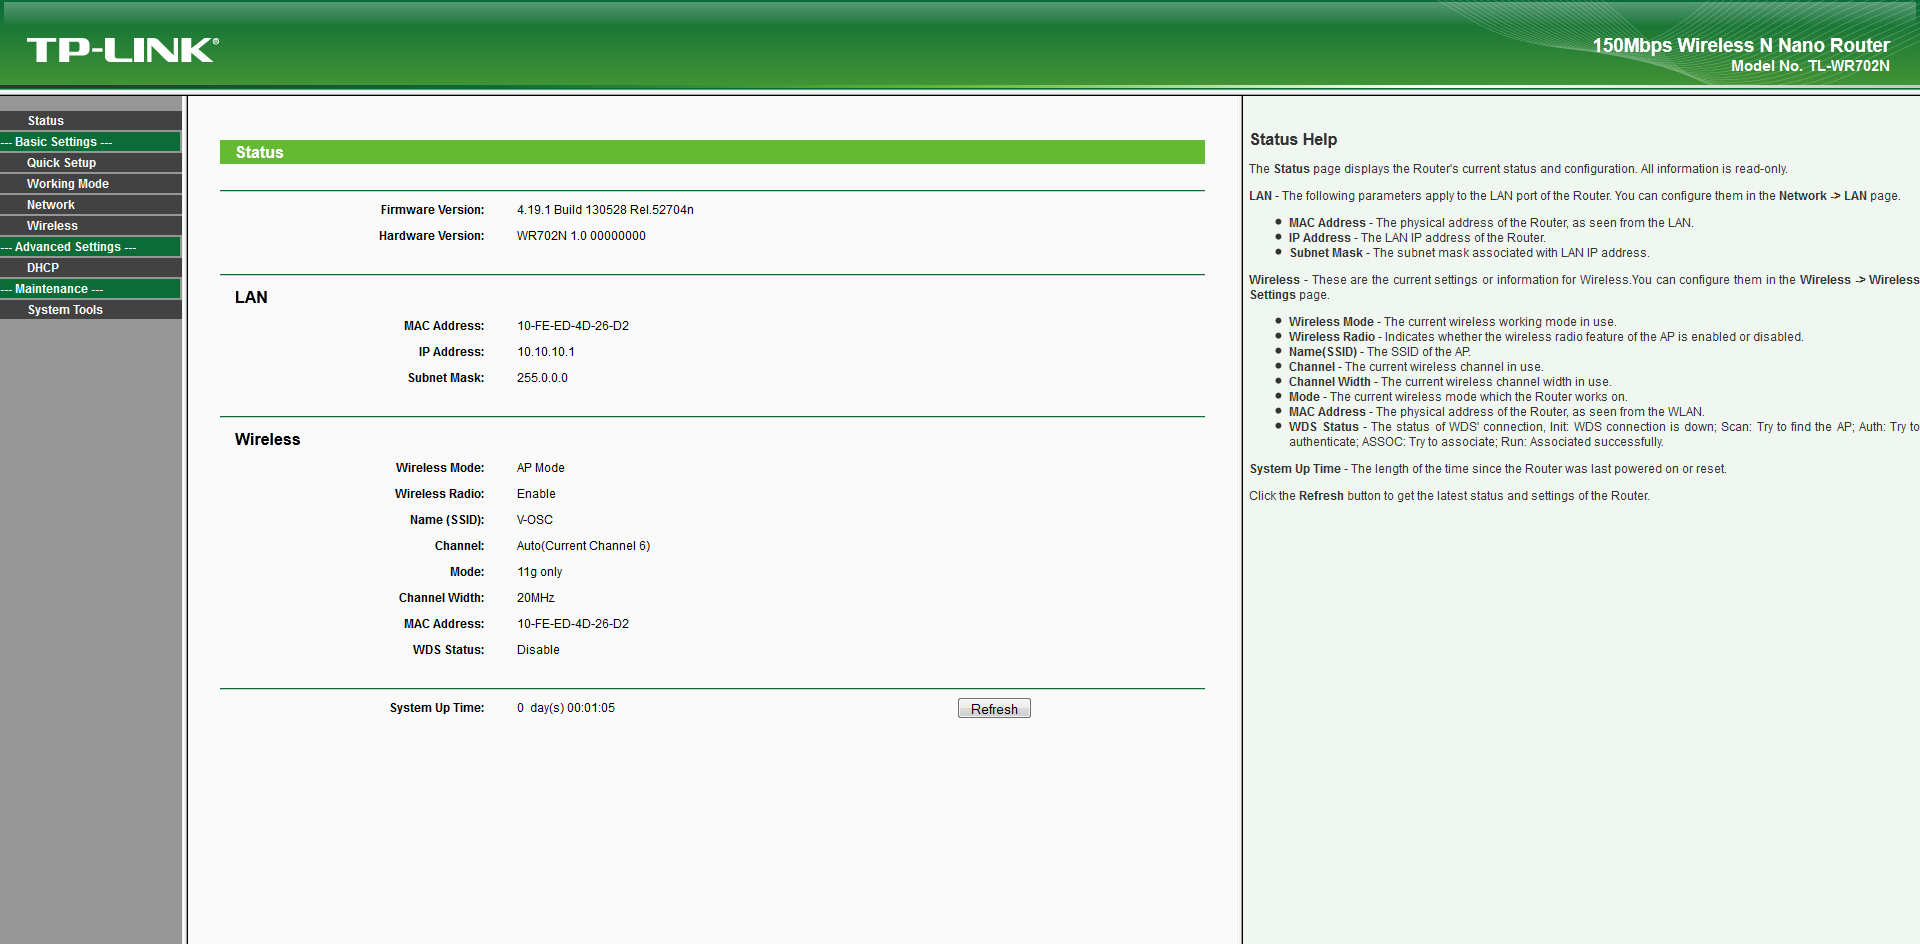 TP-LINK®
150Mbps Wireless N Nano Router
Model No. TL-WR702N
Status
--- Basic Settings ---
Quick Setup
Working Mode
Network
Wireless
--- Advanced Settings ---
DHCP
--- Maintenance ---
System Tools
Status
Firmware Version: 4.19.1 Build 130528 Rel.52704n
Hardware Version: WR702N 1.0 00000000
LAN
MAC Address: 10-FE-ED-4D-26-D2
IP Address: 10.10.10.1
Subnet Mask: 255.0.0.0
Wireless
Wireless Mode: AP Mode
Wireless Radio: Enable
Name (SSID): V-OSC
Channel: Auto(Current Channel 6)
Mode: 11g only
Channel Width: 20MHz
MAC Address: 10-FE-ED-4D-26-D2
WDS Status: Disable
System Up Time: 0 day(s) 00:01:05
Refresh
Status Help
The Status page displays the Router's current status and configuration. All information is read-only.
LAN - The following parameters apply to the LAN port of the Router. You can configure them in the Network -> LAN page.
MAC Address - The physical address of the Router, as seen from the LAN.
IP Address - The LAN IP address of the Router.
Subnet Mask - The subnet mask associated with LAN IP address.
Wireless - These are the current settings or information for Wireless.You can configure them in the Wireless -> Wireless
Settings page.
Wireless Mode - The current wireless working mode in use.
Wireless Radio - Indicates whether the wireless radio feature of the AP is enabled or disabled.
Name(SSID) - The SSID of the AP.
Channel - The current wireless channel in use.
Channel Width - The current wireless channel width in use.
Mode - The current wireless mode which the Router works on.
MAC Address - The physical address of the Router, as seen from the WLAN.
WDS Status - The status of WDS' connection, Init: WDS connection is down; Scan: Try to find the AP; Auth: Try to
authenticate; ASSOC: Try to associate; Run: Associated successfully.
System Up Time - The length of the time since the Router was last powered on or reset.
Click the Refresh button to get the latest status and settings of the Router.